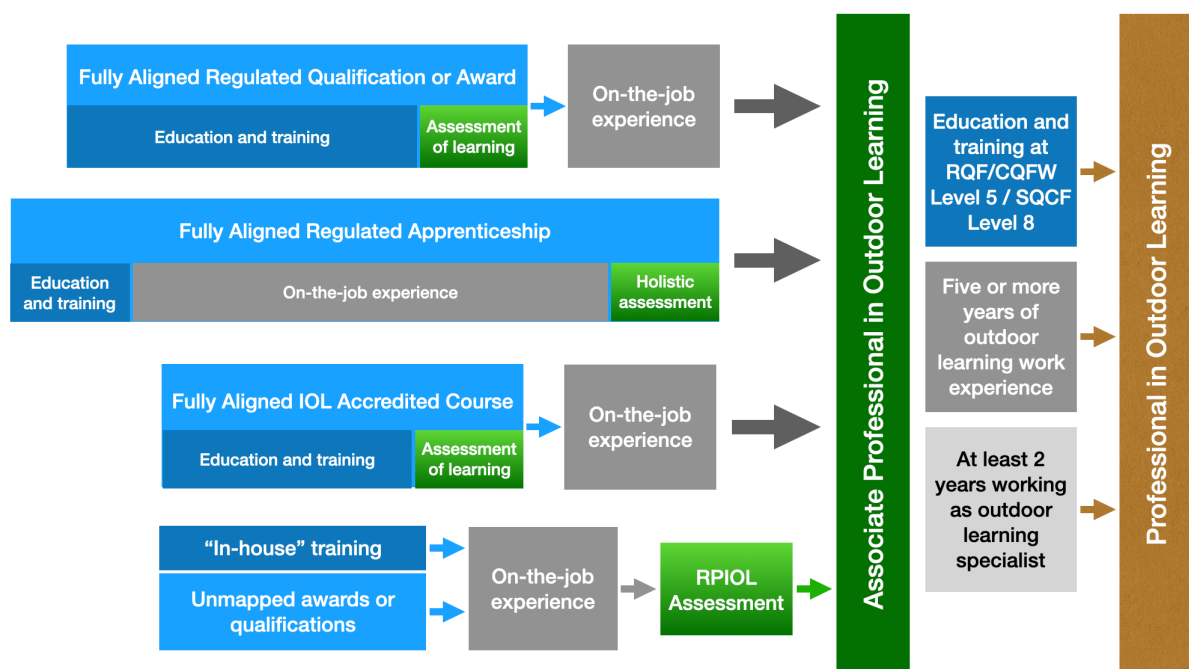 Fully Aligned Regulated Qualification or Award
Education and training
Assessment
of learning
On-the-job
experience
Fully Aligned Regulated Apprenticeship
Education
and training
On-the-job experience
Holistic
assessment
Fully Aligned IOL Accredited Course
Education and training
Assessment
of learning
On-the-job
experience
“In-house” training
Unmapped awards or
qualifications
On-the-job
experience
RPIOL
Assessment
Associate Professional in Outdoor Learning
Education and
training at
RQF/CQFW
Level 5 / SQCF
Level 8
Five or more
years of
outdoor
learning work
experience
At least 2
years working
as outdoor
learning
specialist
Professional in Outdoor Learning